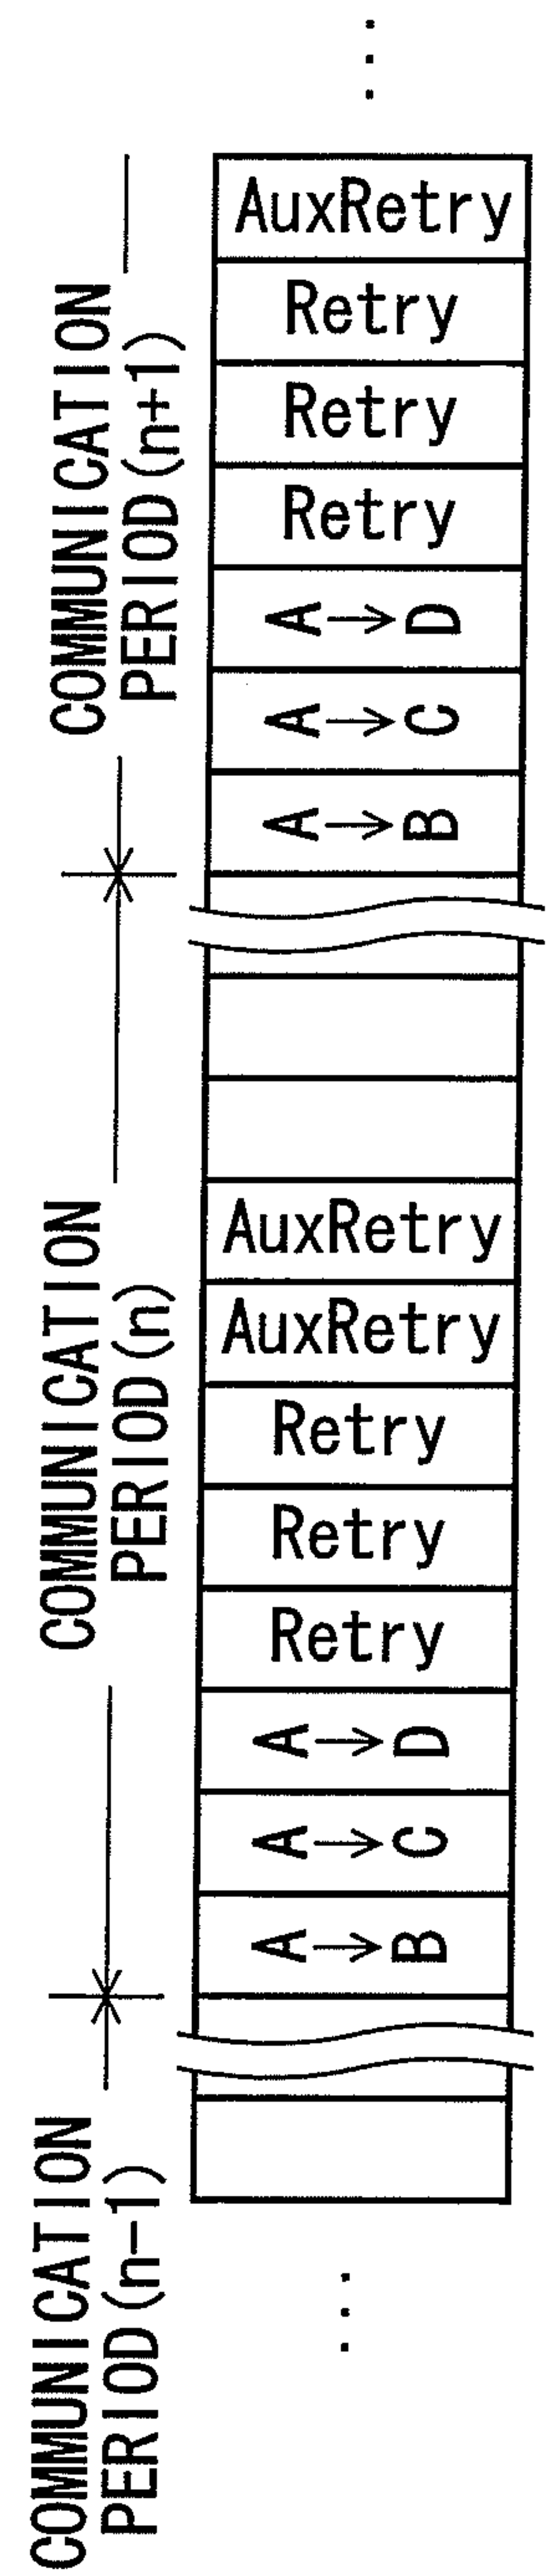 COMMUNICATION
PERIOD(n-1)
COMMUNICATION
PERIOD(n)
COMMUNICATION
PERIOD(n+1)
...
A→B
A→C
A→D
Retry
Retry
Retry
AuxRetry
AuxRetry
A→B
A→C
A→D
Retry
Retry
Retry
AuxRetry
...